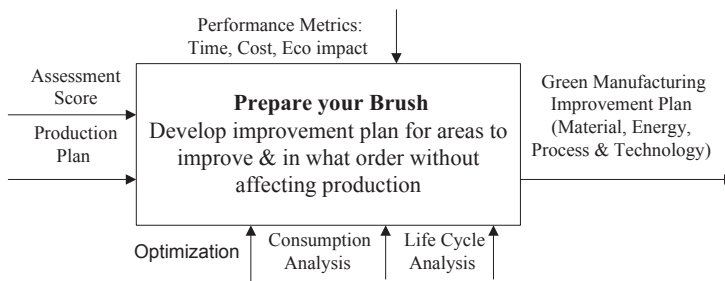 Performance Metrics:
Time, Cost, Eco impact
Assessment
Score
Production
Plan
Prepare your Brush
Develop improvement plan for areas to
improve & in what order without
affecting production
Green Manufacturing
Improvement Plan
(Material, Energy,
Process & Technology)
Optimization
Consumption
Analysis
Life Cycle
Analysis